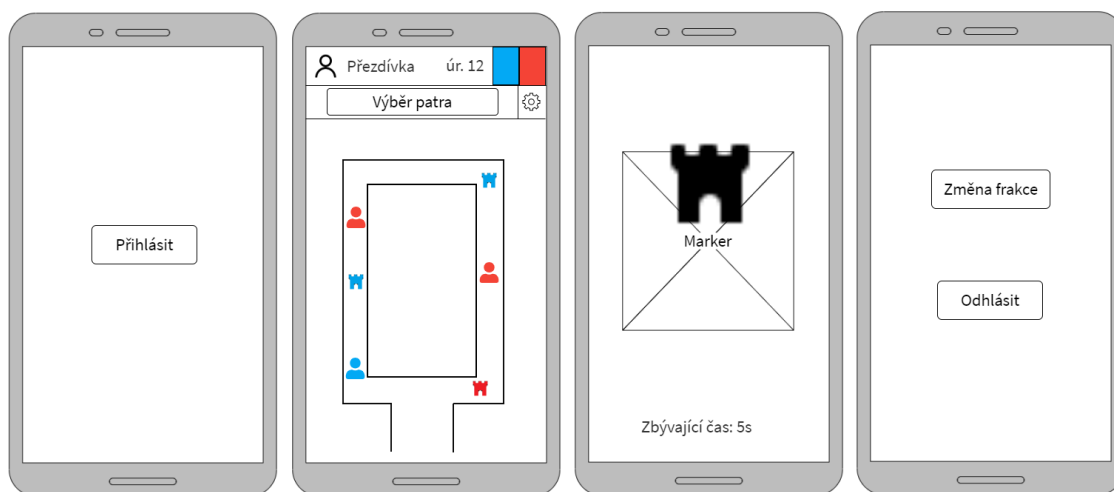 Přihlásit
Přezdívka úr. 12
Výběr patra
Marker
Zbývající čas: 5s
Změna frakce
Odhlásit